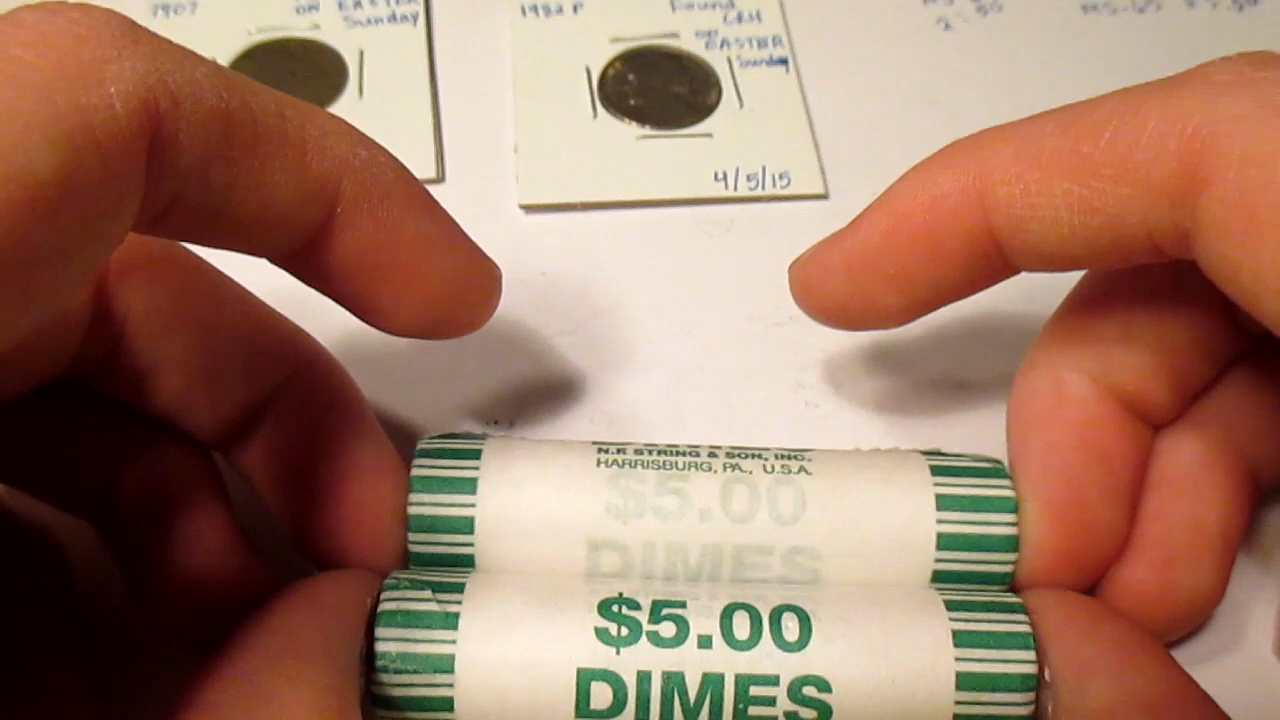 ON EASTER
Sunday
1982 P
Found
CRH
on
EASTER
Sunday
4/5/15
N.F. STRING & SON, INC.
HARRISBURG, PA., U.S.A.
$5.00
DIMES
$5.00
DIMES